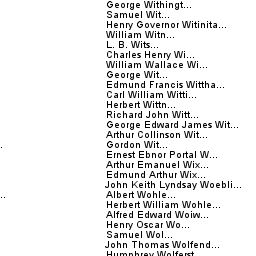 George Withingt...
Samuel Wit...
Henry Governor Witinita...
William Witn...
L. B. Wits...
Charles Henry Wi...
William Wallace Wi...
George Wit...
Edmund Francis Wittha...
Carl William Witti...
Herbert Wittn...
Richard John Witt...
George Edward James Wit...
Arthur Collinson Wit...
Gordon Wit...
Ernest Ebnor Portal W...
Arthur Emanuel Wix...
Edmund Arthur Wix...
John Keith Lyndsay Woebli...
Albert Wohle...
Herbert William Wohle...
Alfred Edward Woiw...
Henry Oscar Wo...
Samuel Wol...
John Thomas Wolfend...
Humphrey Wolferst...